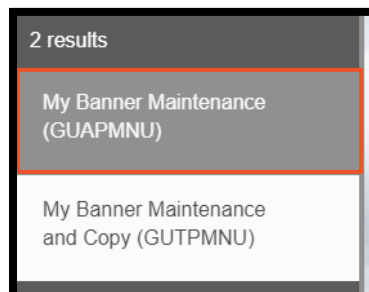 2 results
My Banner Maintenance
(GUAPMNU)
My Banner Maintenance
and Copy (GUTPMNU)